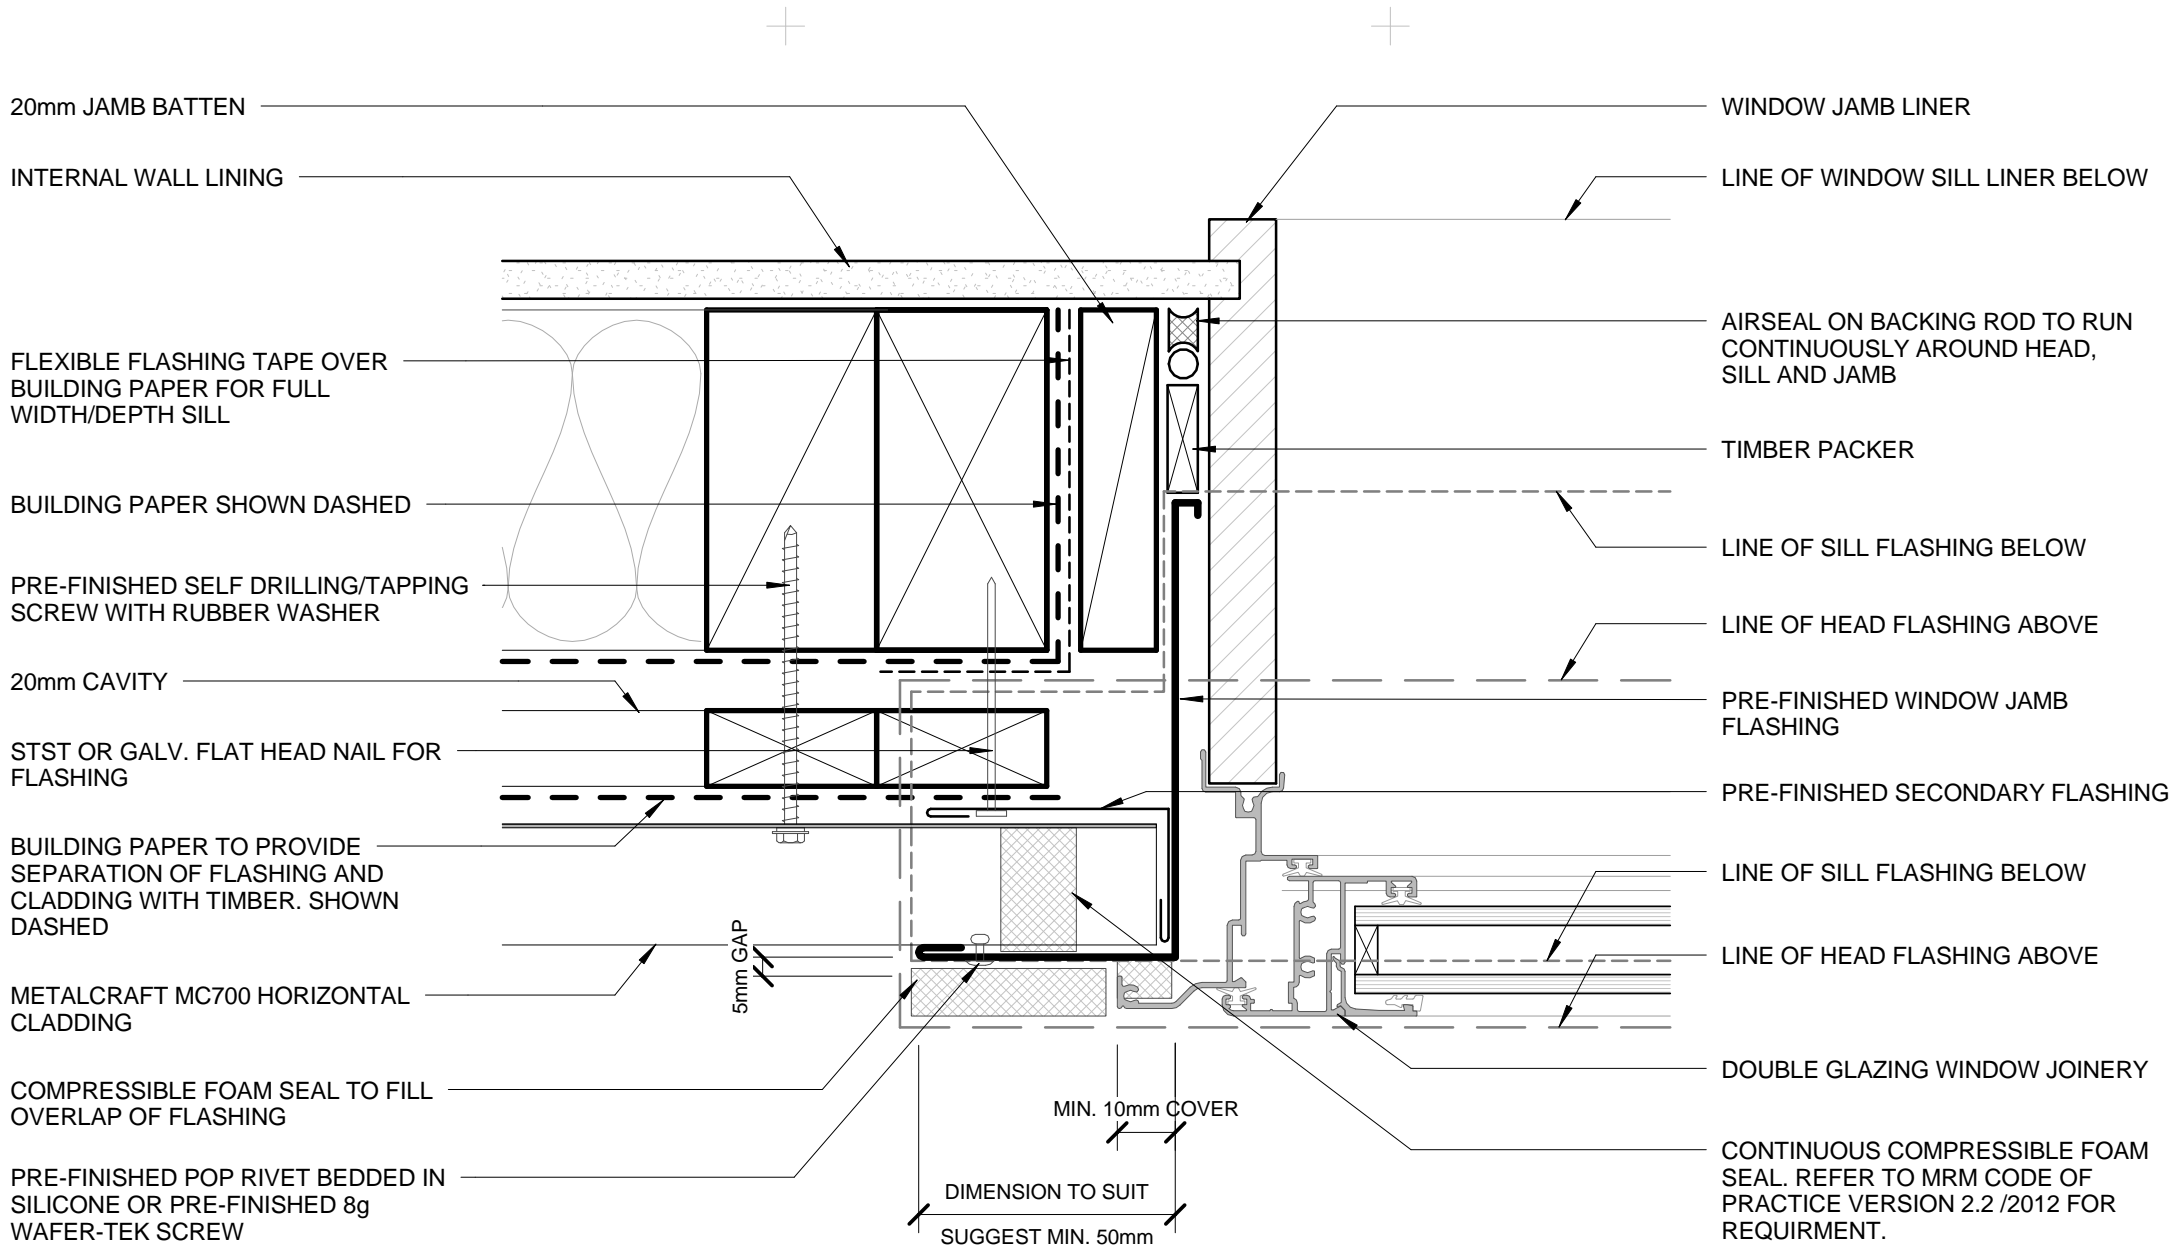 20mm JAMB BATTEN
INTERNAL WALL LINING
FLEXIBLE FLASHING TAPE OVER
BUILDING PAPER FOR FULL
WIDTH/DEPTH SILL
BUILDING PAPER SHOWN DASHED
PRE-FINISHED SELF DRILLING/TAPPING
SCREW WITH RUBBER WASHER
20mm CAVITY
STST OR GALV. FLAT HEAD NAIL FOR
FLASHING
BUILDING PAPER TO PROVIDE
SEPARATION OF FLASHING AND
CLADDING WITH TIMBER. SHOWN
DASHED
METALCRAFT MC700 HORIZONTAL
CLADDING
COMPRESSIBLE FOAM SEAL TO FILL
OVERLAP OF FLASHING
PRE-FINISHED POP RIVET BEDDED IN
SILICONE OR PRE-FINISHED 8g
WAFER-TEK SCREW
5mm GAP
MIN. 10mm COVER
DIMENSION TO SUIT
SUGGEST MIN. 50mm
WINDOW JAMB LINER
LINE OF WINDOW SILL LINER BELOW
AIRSEAL ON BACKING ROD TO RUN
CONTINUOUSLY AROUND HEAD,
SILL AND JAMB
TIMBER PACKER
LINE OF SILL FLASHING BELOW
LINE OF HEAD FLASHING ABOVE
PRE-FINISHED WINDOW JAMB
FLASHING
PRE-FINISHED SECONDARY FLASHING
LINE OF SILL FLASHING BELOW
LINE OF HEAD FLASHING ABOVE
DOUBLE GLAZING WINDOW JOINERY
CONTINUOUS COMPRESSIBLE FOAM
SEAL. REFER TO MRM CODE OF
PRACTICE VERSION 2.2 /2012 FOR
REQUIRMENT.